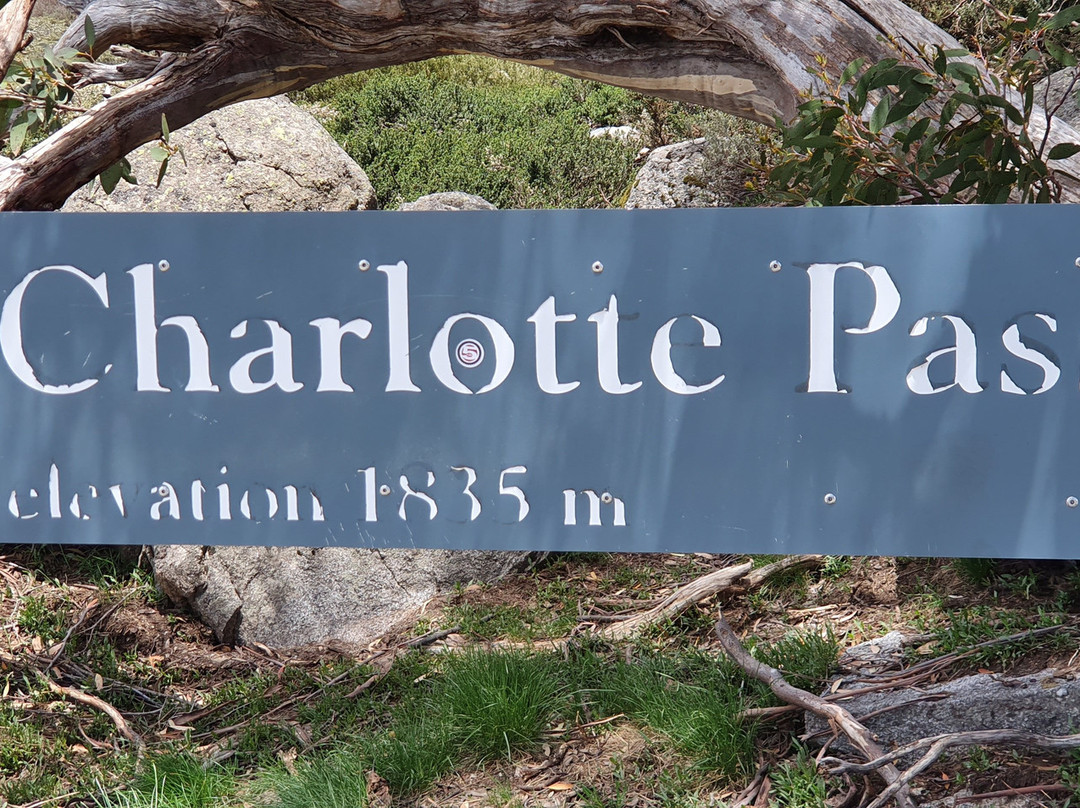 Charlotte Pas
elevation 1835 m